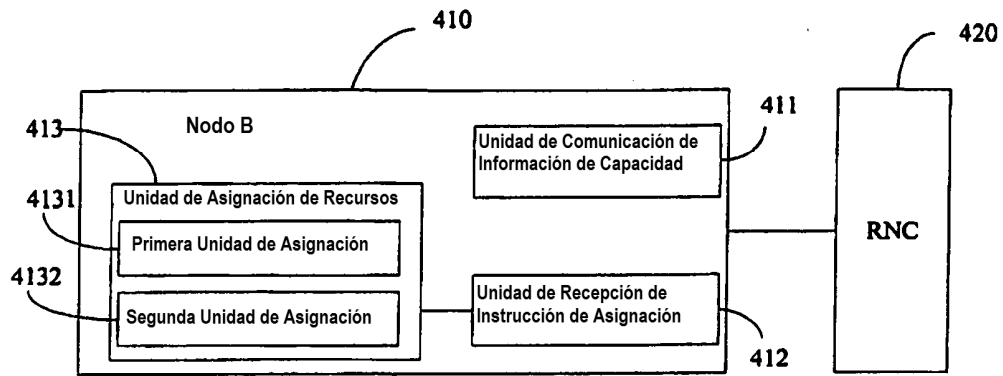 410
420
Nodo B
413
411
Unidad de Comunicación de
Información de Capacidad
Unidad de Asignación de Recursos
4131
Primera Unidad de Asignación
RNC
4132
Segunda Unidad de Asignación
Unidad de Recepción de
Instrucción de Asignación
412